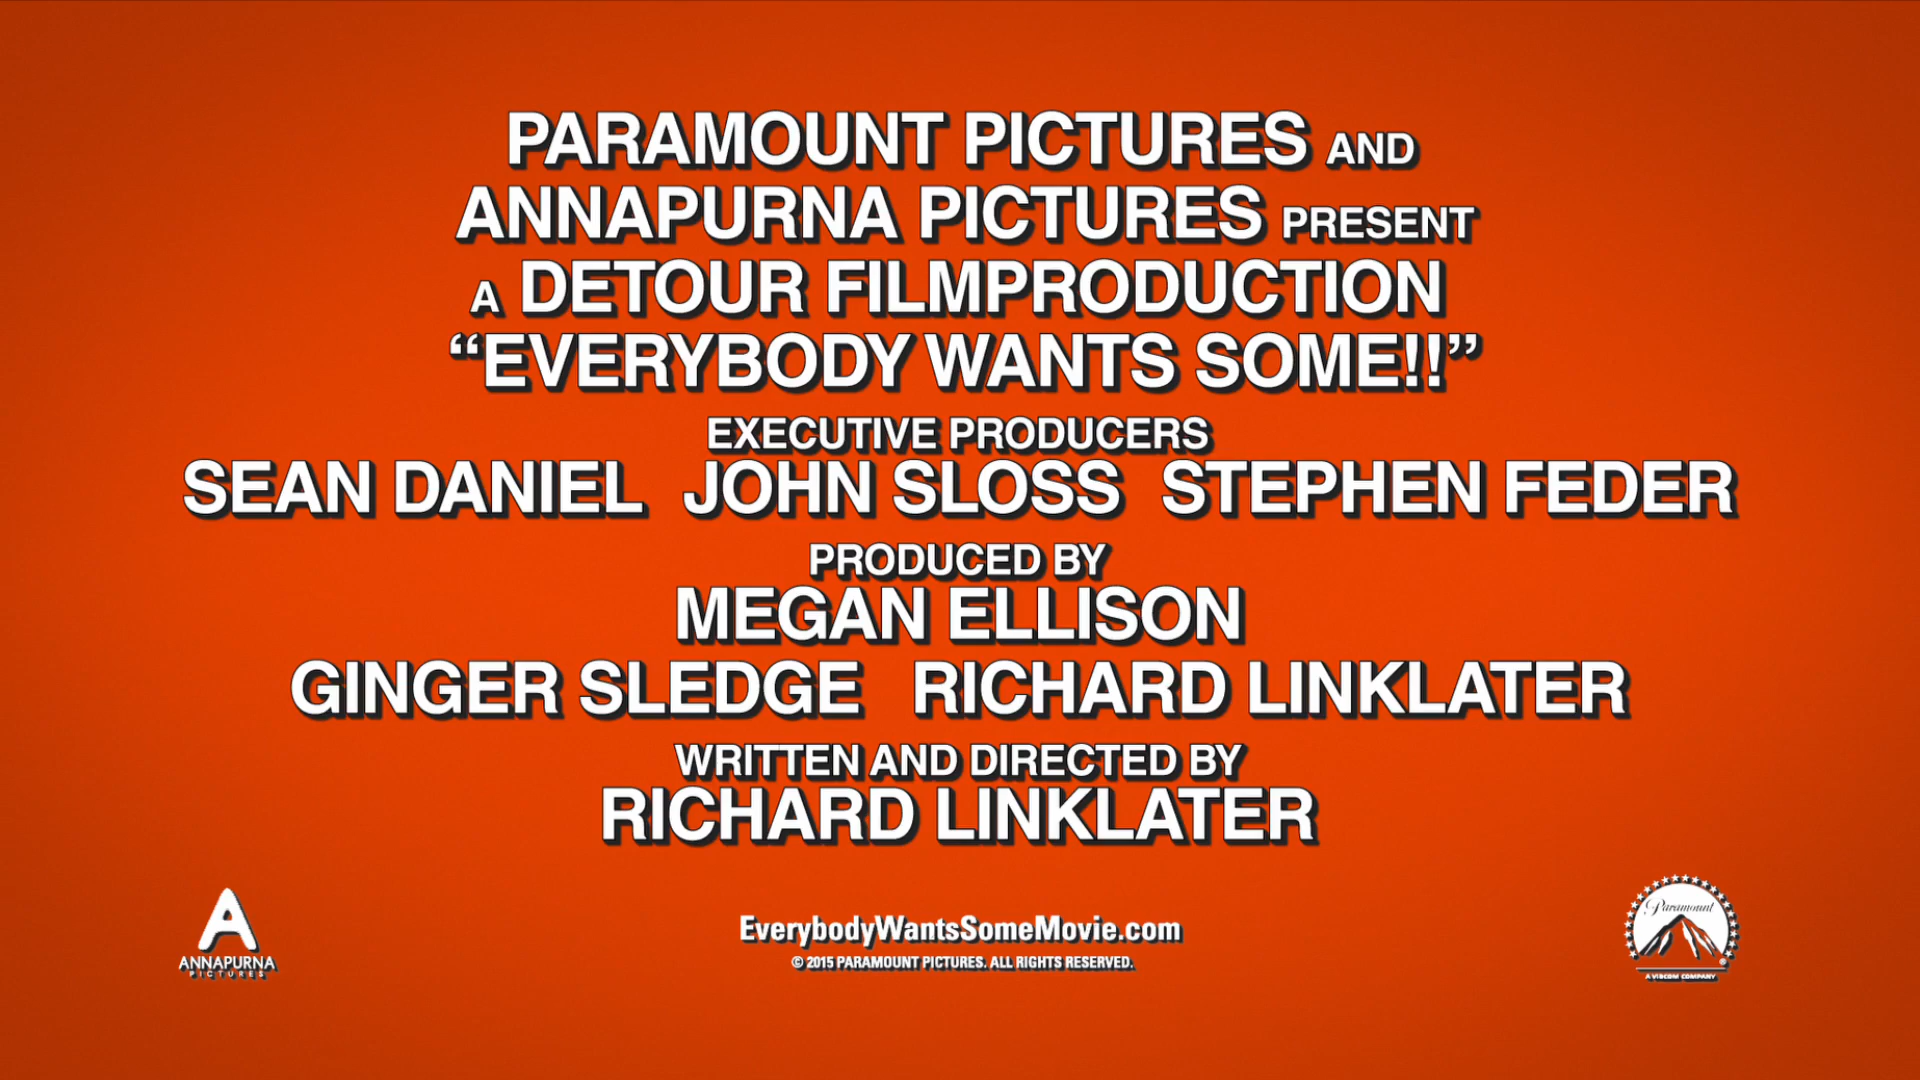 PARAMOUNT PICTURES AND
ANNAPURNA PICTURES PRESENT
A DETOUR FILMPRODUCTION
“EVERYBODY WANTS SOME!!”
EXECUTIVE PRODUCERS
SEAN DANIEL JOHN SLOSS STEPHEN FEDER
PRODUCED BY
MEGAN ELLISON
GINGER SLEDGE RICHARD LINKLATER
WRITTEN AND DIRECTED BY
RICHARD LINKLATER
A
ANNAPURNA
PICTURES
EverybodyWantsSomeMovie.com
© 2015 PARAMOUNT PICTURES. ALL RIGHTS RESERVED.
Paramount
A VIACOM COMPANY